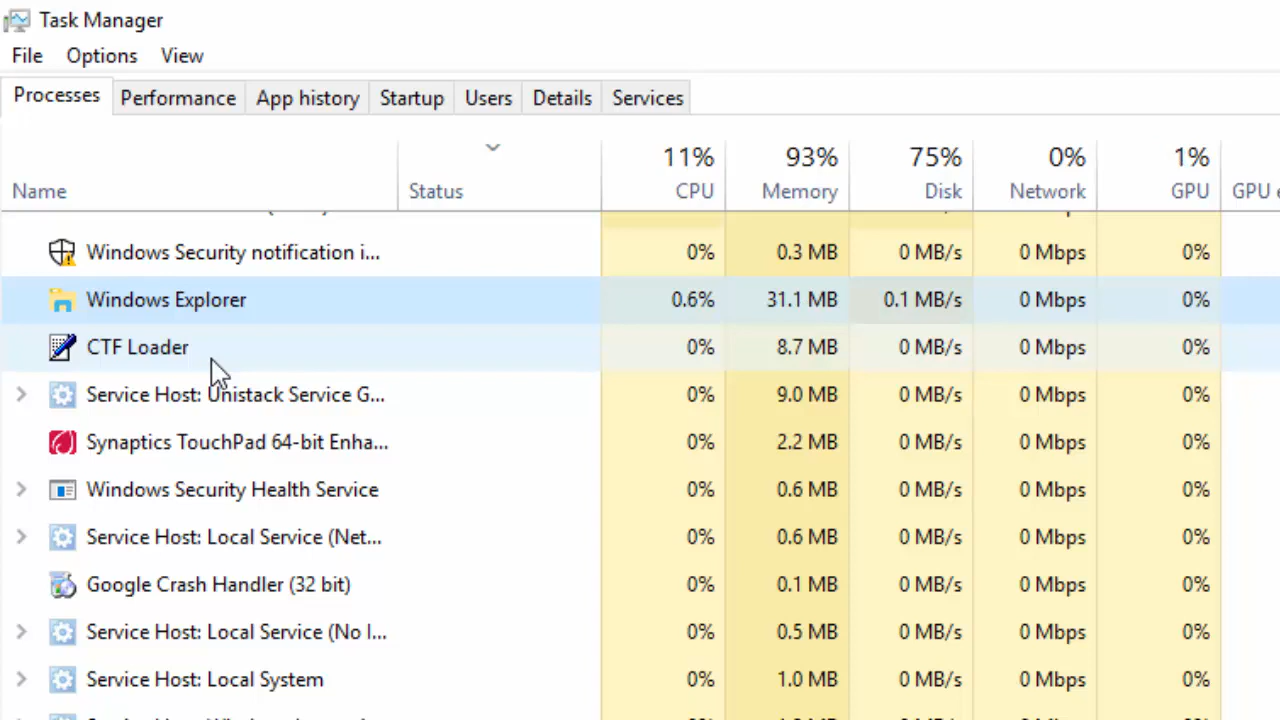 Task Manager
File Options View
Processes Performance App history Startup Users Details Services
11% 93% 75% 0% 1%
Name Status CPU Memory Disk Network GPU GPU e
Windows Security notification i... 0% 0.3 MB 0 MB/s 0 Mbps 0%
Windows Explorer 0.6% 31.1 MB 0.1 MB/s 0 Mbps 0%
CTF Loader 0% 8.7 MB 0 MB/s 0 Mbps 0%
Service Host: Unistack Service G... 0% 9.0 MB 0 MB/s 0 Mbps 0%
Synaptics TouchPad 64-bit Enha... 0% 2.2 MB 0 MB/s 0 Mbps 0%
Windows Security Health Service 0% 0.6 MB 0 MB/s 0 Mbps 0%
Service Host: Local Service (Net... 0% 0.6 MB 0 MB/s 0 Mbps 0%
Google Crash Handler (32 bit) 0% 0.1 MB 0 MB/s 0 Mbps 0%
Service Host: Local Service (No I... 0% 0.5 MB 0 MB/s 0 Mbps 0%
Service Host: Local System 0% 1.0 MB 0 MB/s 0 Mbps 0%